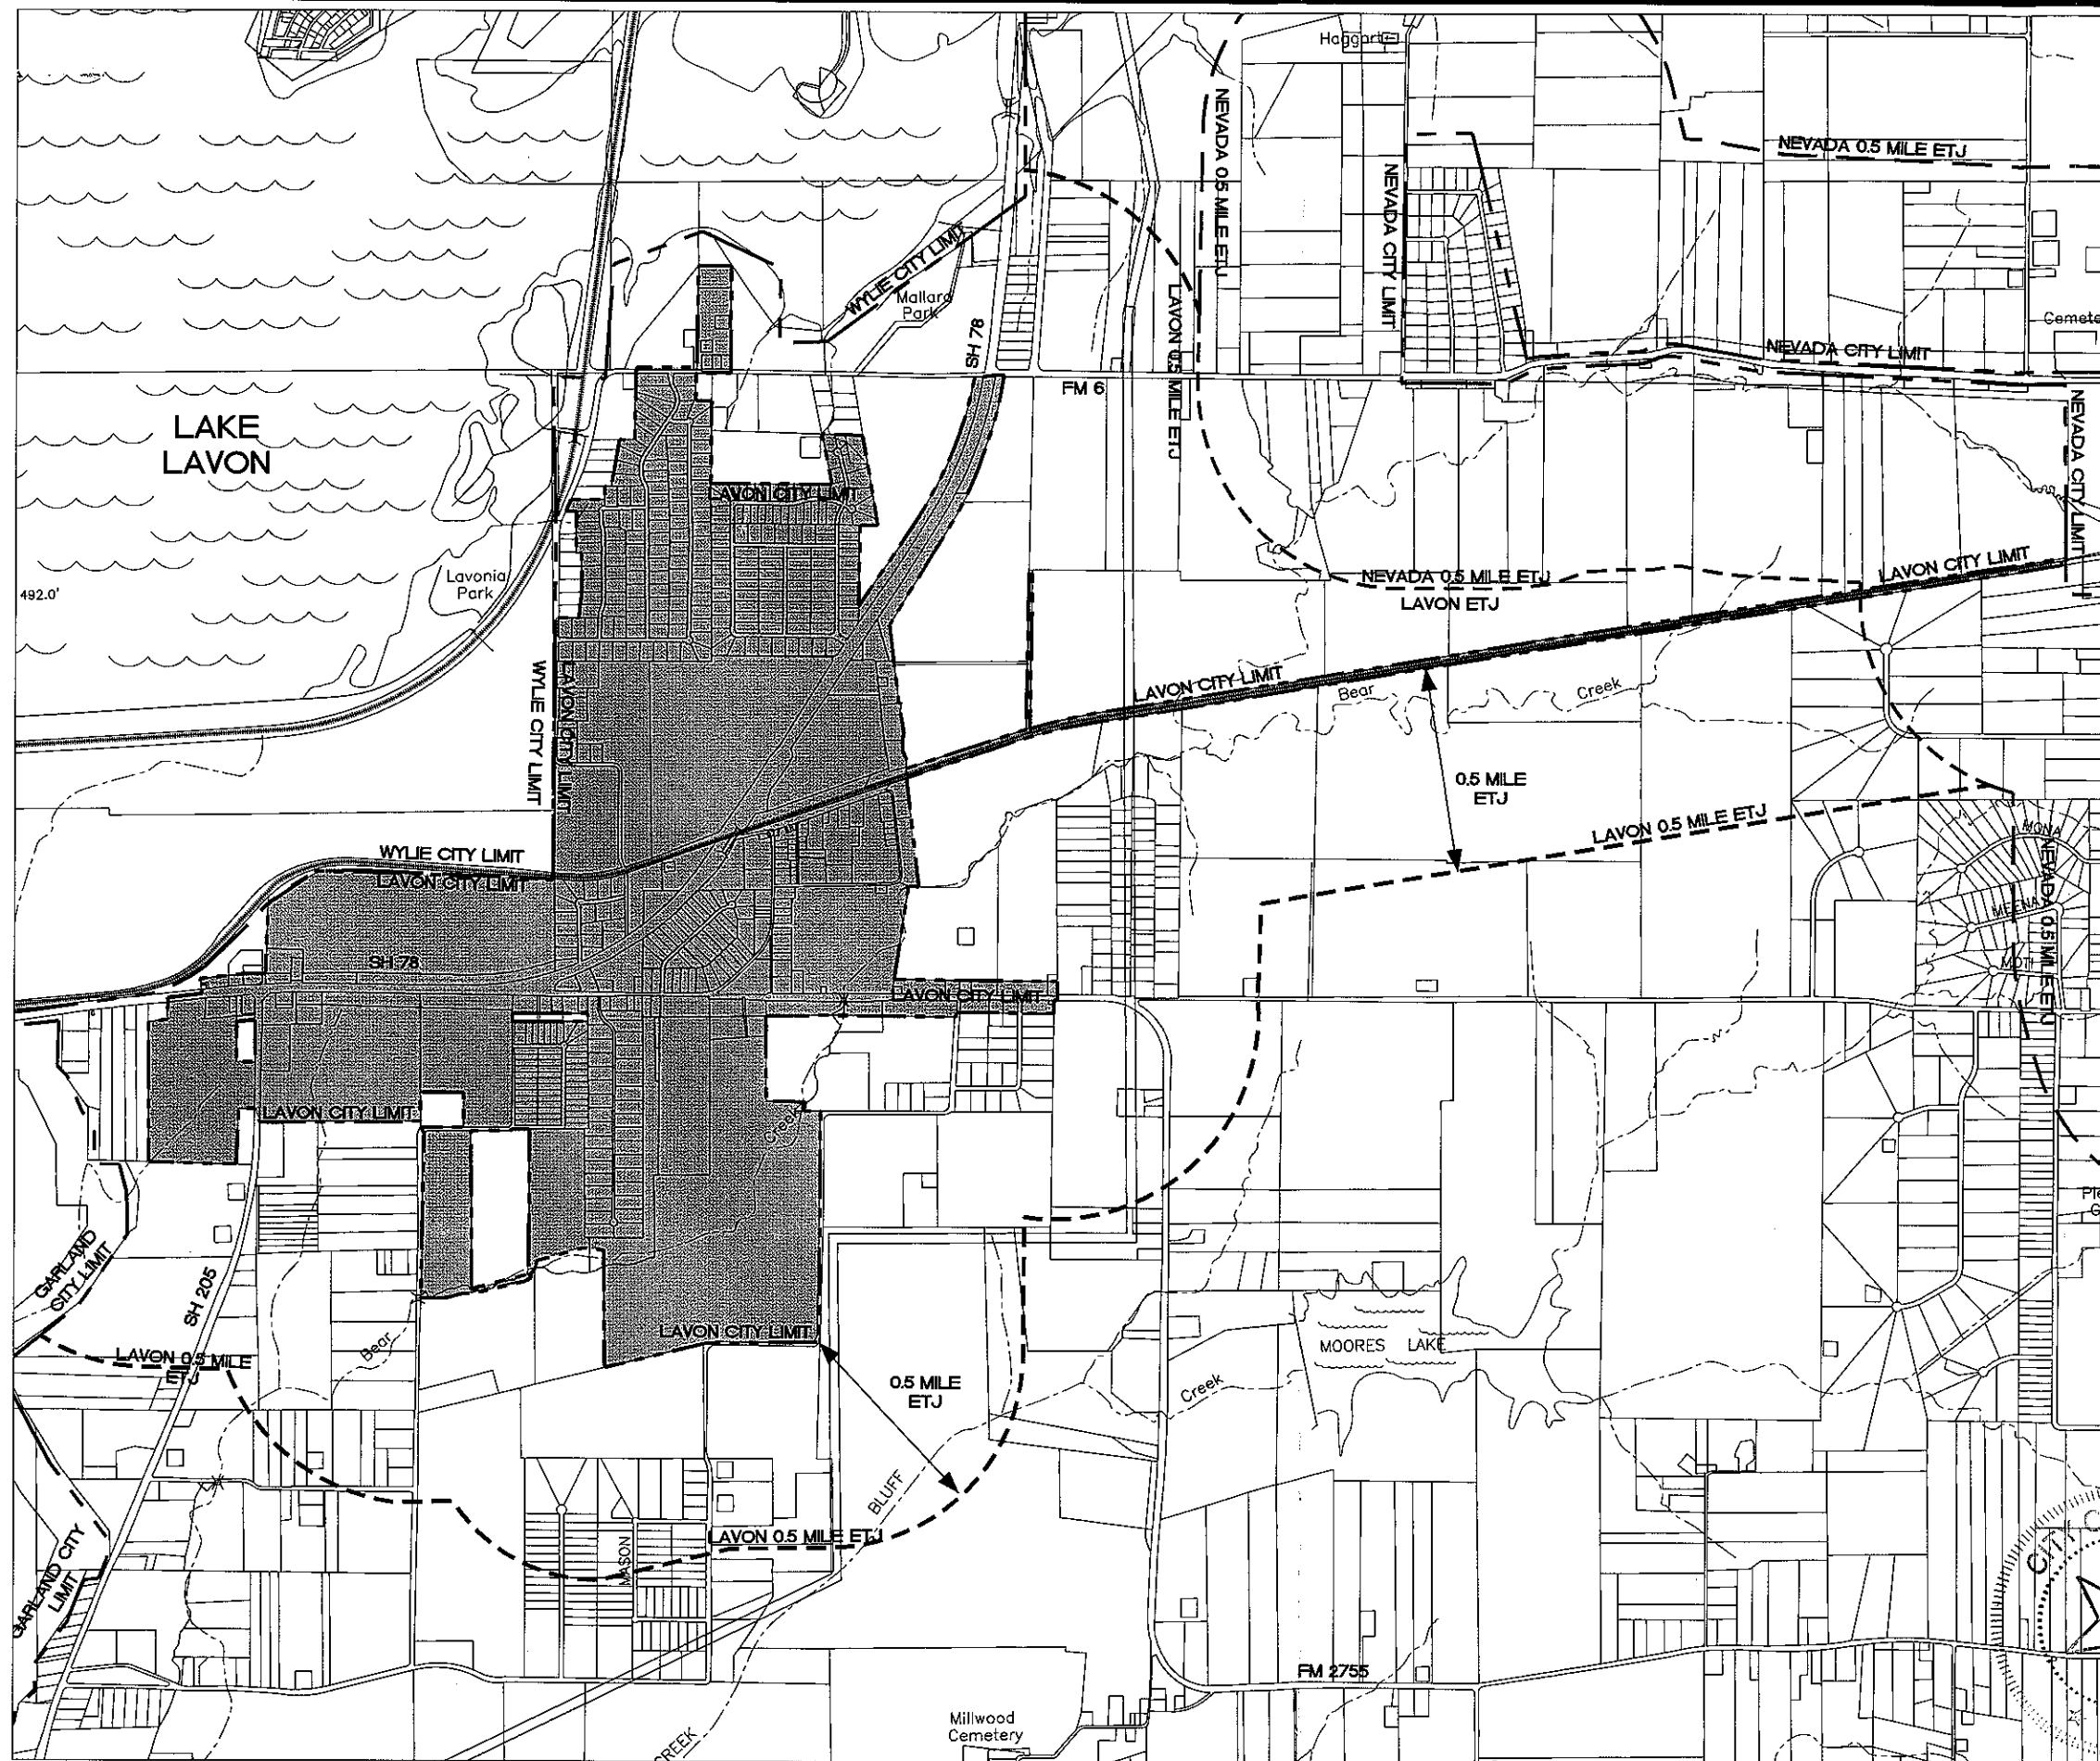 Haggart
NEVADA 0.5 MILE ETJ
NEVADA 0.5 MILE ETJ
NEVADA CITY LIMIT
WYLIE CITY LIMIT
Mallard
Park
SH 78
LAVON 0.5 MILE ETJ
FM 6
NEVADA CITY LIMIT
NEVADA CITY LIMIT
LAKE
LAVON
LAVON CITY LIMIT
492.0'
Lavonia
Park
NEVADA 0.5 MILE ETJ
LAVON ETJ
LAVON CITY LIMIT
WYLIE CITY LIMIT
LAVON CITY LIMIT
LAVON CITY LIMIT
Bear
Creek
0.5 MILE
ETJ
LAVON 0.5 MILE ETJ
MONA
MEENA
MOTI
NEVADA 0.5 MILE ETJ
WYLIE CITY LIMIT
LAVON CITY LIMIT
SH 78
LAVON CITY LIMIT
LAVON CITY LIMIT
Creek
GARLAND
CITY LIMIT
SH 205
LAVON CITY LIMIT
Bear
LAVON 0.5 MILE
ETJ
0.5 MILE
ETJ
MOORES LAKE
Creek
BLUFF
LAVON 0.5 MILE ETJ
MASON
GARLAND CITY
LIMIT
FM 2755
Millwood
Cemetery